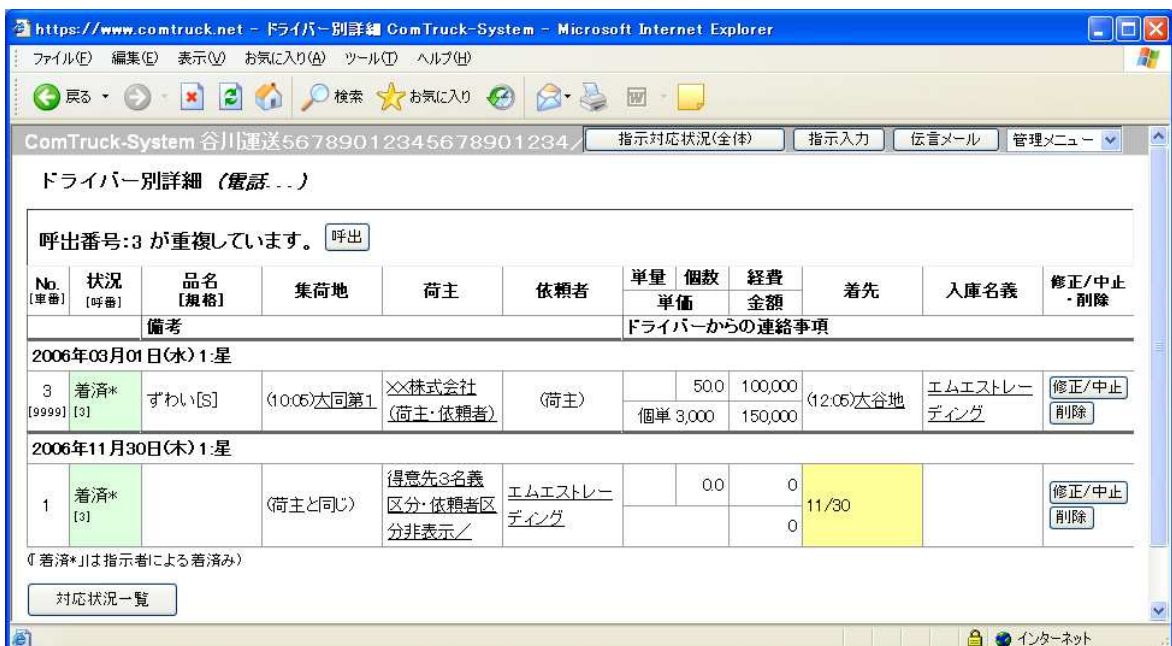 https://www.comtruck.net - ドライバー別詳細 ComTruck-System - Microsoft Internet Explorer
ファイル(F) 編集(E) 表示(V) お気に入り(A) ツール(T) ヘルプ(H)
戻る 検索 お気に入り
ComTruck-System 谷川運送56789012345678901234/ 指示対応状況(全体) 指示入力 伝言メール 管理メニュー
ドライバー別詳細 (電話...)
呼出番号:3 が重複しています。 呼出
No. 状況 品名 集荷地 荷主 依頼者 単量 個数 経費 着先 入庫名義 修正/中止
[車番] [呼番] [規格] 単価 金額 ・削除
備考 ドライバーからの連絡事項
2006年03月01日(水) 1:星
3 着済* ずわい[S] (10:05)大同第1 ××株式会社 (荷主) 50.0 100,000 (12:05)大谷地 エムエストレー 修正/中止
[9999] [3] (荷主・依頼者) 個単 3,000 150,000 ディング 削除
2006年11月30日(木) 1:星
1 着済* (荷主と同じ) 得意先3名義 エムエストレー 0.0 0 11/30 修正/中止
[3] 区分・依頼者区 ディング 0 削除
分非表示/
(『着済*』は指示者による着済み)
対応状況一覧
インターネット